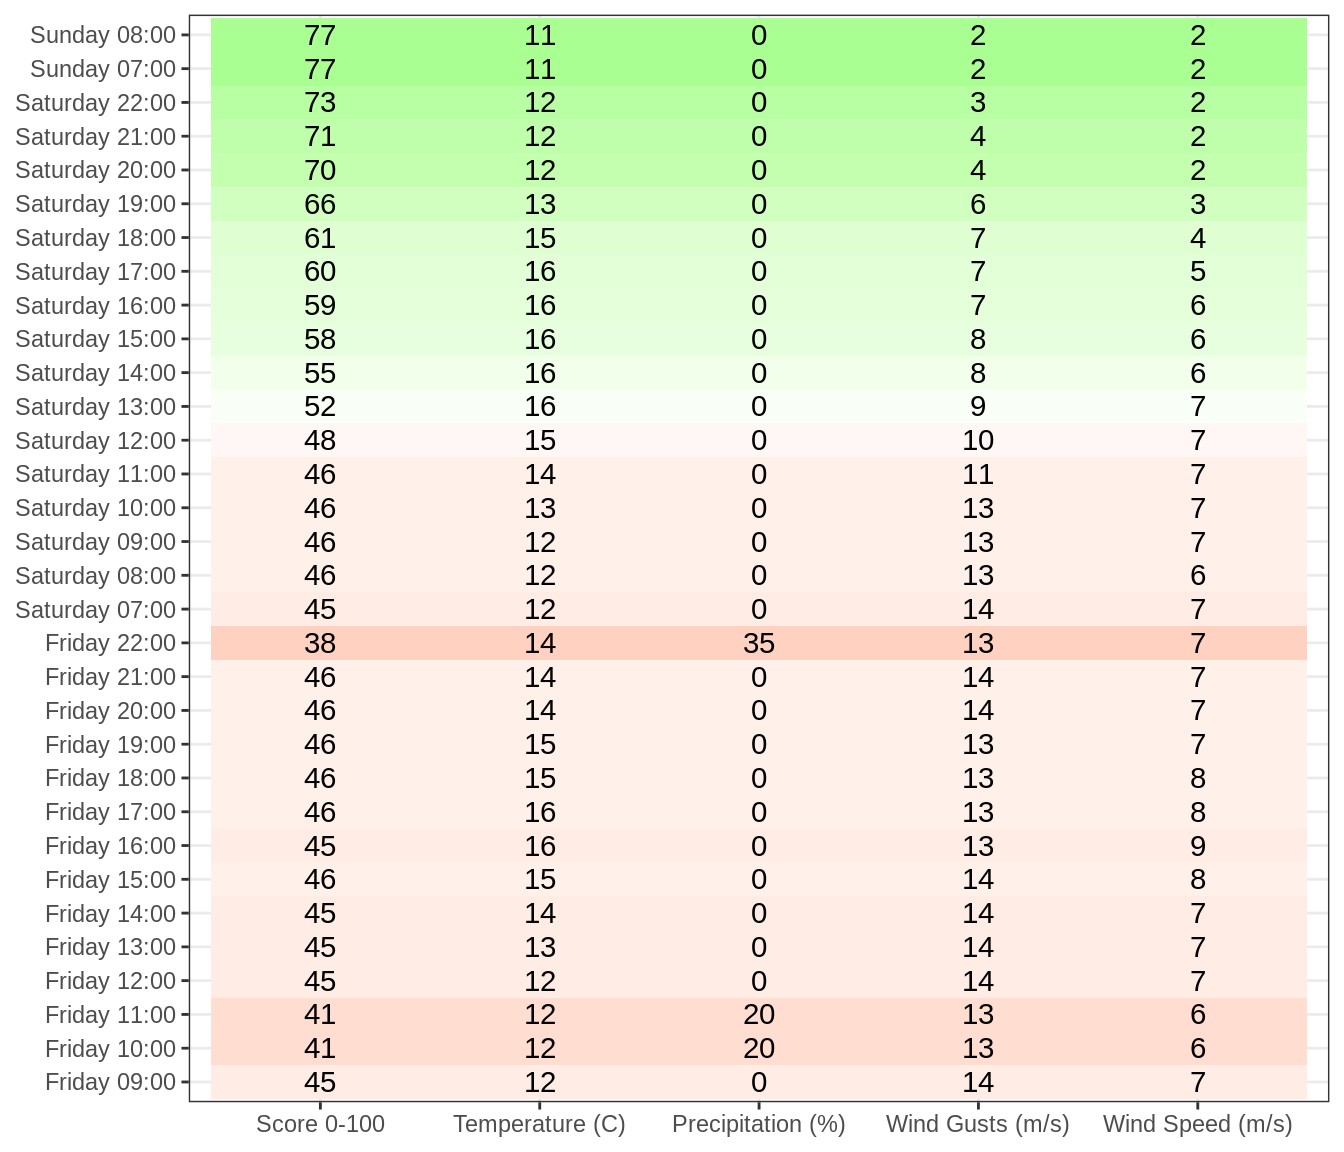 Sunday 08:00 77 11 0 2 2
Sunday 07:00 77 11 0 2 2
Saturday 22:00 73 12 0 3 2
Saturday 21:00 71 12 0 4 2
Saturday 20:00 70 12 0 4 2
Saturday 19:00 66 13 0 6 3
Saturday 18:00 61 15 0 7 4
Saturday 17:00 60 16 0 7 5
Saturday 16:00 59 16 0 7 6
Saturday 15:00 58 16 0 8 6
Saturday 14:00 55 16 0 8 6
Saturday 13:00 52 16 0 9 7
Saturday 12:00 48 15 0 10 7
Saturday 11:00 46 14 0 11 7
Saturday 10:00 46 13 0 13 7
Saturday 09:00 46 12 0 13 7
Saturday 08:00 46 12 0 13 6
Saturday 07:00 45 12 0 14 7
Friday 22:00 38 14 35 13 7
Friday 21:00 46 14 0 14 7
Friday 20:00 46 14 0 14 7
Friday 19:00 46 15 0 13 7
Friday 18:00 46 15 0 13 8
Friday 17:00 46 16 0 13 8
Friday 16:00 45 16 0 13 9
Friday 15:00 46 15 0 14 8
Friday 14:00 45 14 0 14 7
Friday 13:00 45 13 0 14 7
Friday 12:00 45 12 0 14 7
Friday 11:00 41 12 20 13 6
Friday 10:00 41 12 20 13 6
Friday 09:00 45 12 0 14 7
Score 0-100 Temperature (C) Precipitation (%) Wind Gusts (m/s) Wind Speed (m/s)